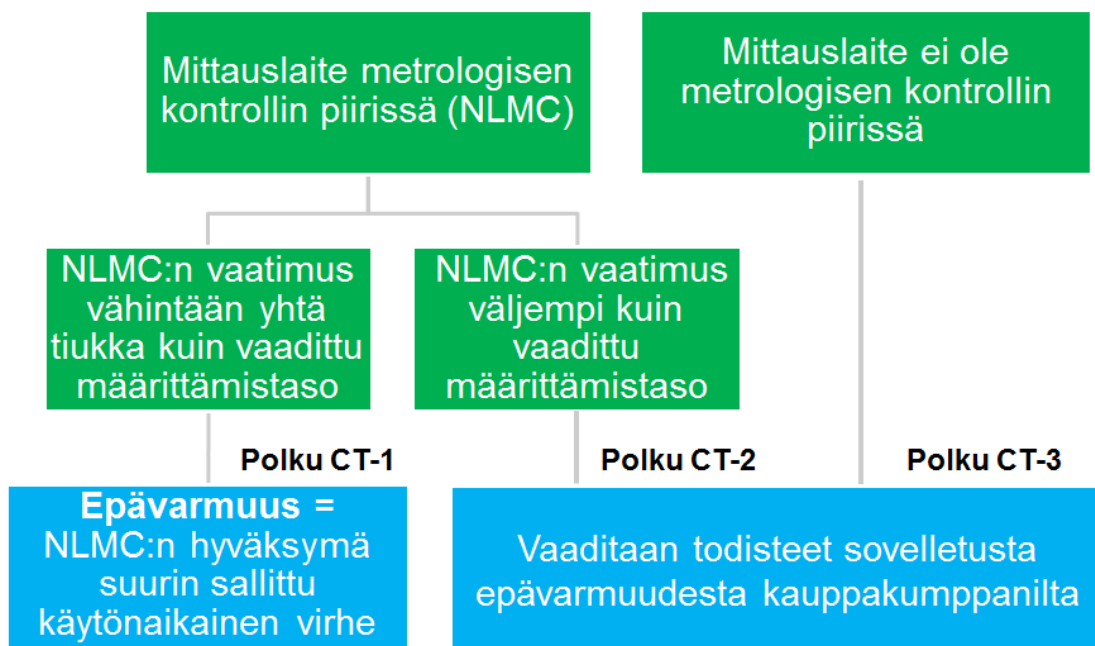 Mittauslaite metrologisen
kontrollin piirissä (NLMC)
Mittauslaite ei ole
metrologisen kontrollin
piirissä
NLMC:n vaatimus
vähintään yhtä
tiukka kuin vaadittu
määrittämistaso
NLMC:n vaatimus
väljempi kuin
vaadittu
määrittämistaso
Polku CT-1
Polku CT-2
Polku CT-3
Epävarmuus =
NLMC:n hyväksymä
suurin sallittu
käytönaikainen virhe
Vaaditaan todisteet sovelletusta
epävarmuudesta kauppakumppanilta